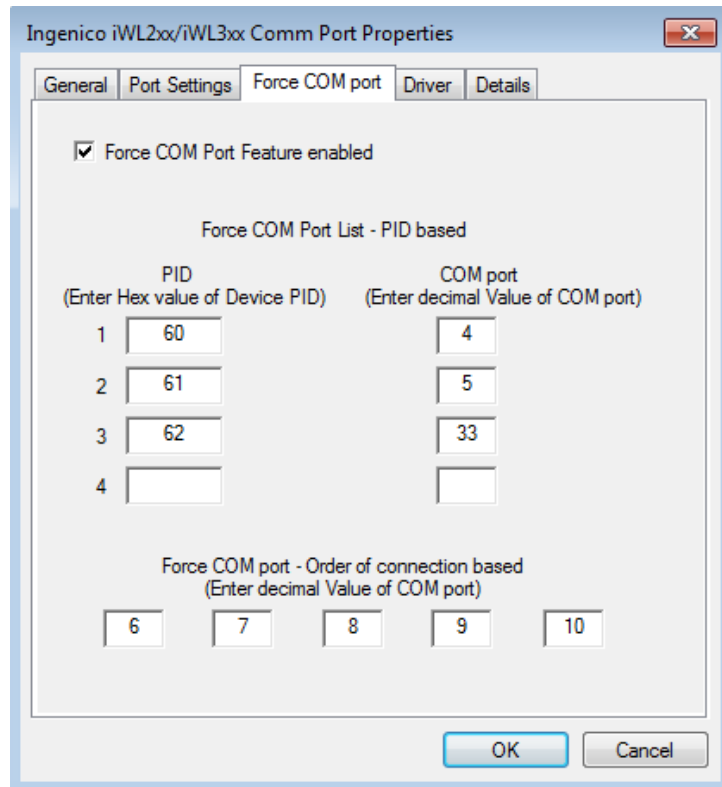 Ingenico iWL2xx/iWL3xx Comm Port Properties
General Port Settings Force COM port Driver Details
Force COM Port Feature enabled
Force COM Port List - PID based
PID COM port
(Enter Hex value of Device PID) (Enter decimal Value of COM port)
1 60 4
2 61 5
3 62 33
4
Force COM port - Order of connection based
(Enter decimal Value of COM port)
6 7 8 9 10
OK Cancel